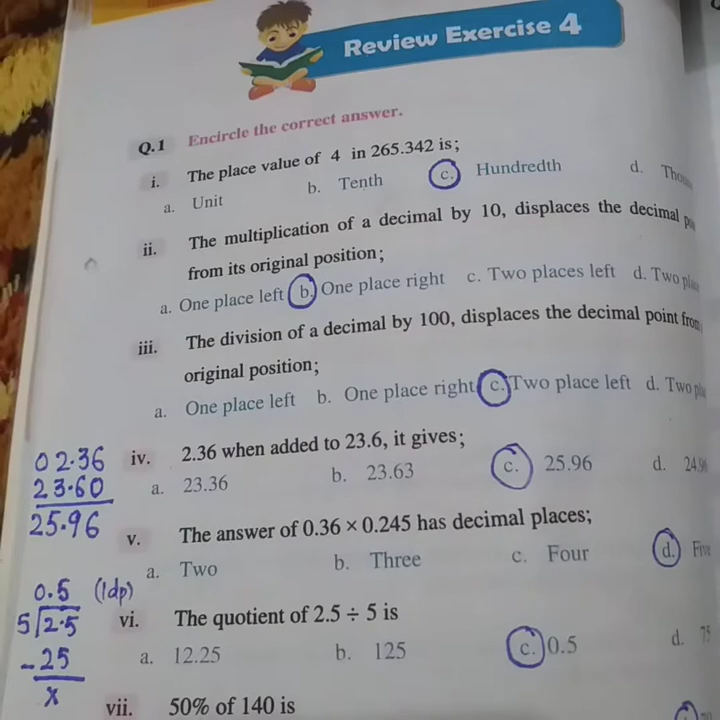 Review Exercise 4
Q.1 Encircle the correct answer.
i. The place value of 4 in 265.342 is;
a. Unit b. Tenth c. Hundredth d.
ii. The multiplication of a decimal by 10, displaces the decimal
from its original position;
a. One place left b. One place right c. Two places left d. Two
iii. The division of a decimal by 100, displaces the decimal point from
original position;
a. One place left b. One place right c. Two place left d. Two
02.36
23.60
25.96
iv. 2.36 when added to 23.6, it gives;
a. 23.36 b. 23.63 c. 25.96 d. 24.96
v. The answer of 0.36 × 0.245 has decimal places;
a. Two b. Three c. Four d. Five
0.5 (1dp)
5 2.5
-25
x
vi. The quotient of 2.5 ÷ 5 is
a. 12.25 b. 125 c. 0.5 d.
vii. 50% of 140 is